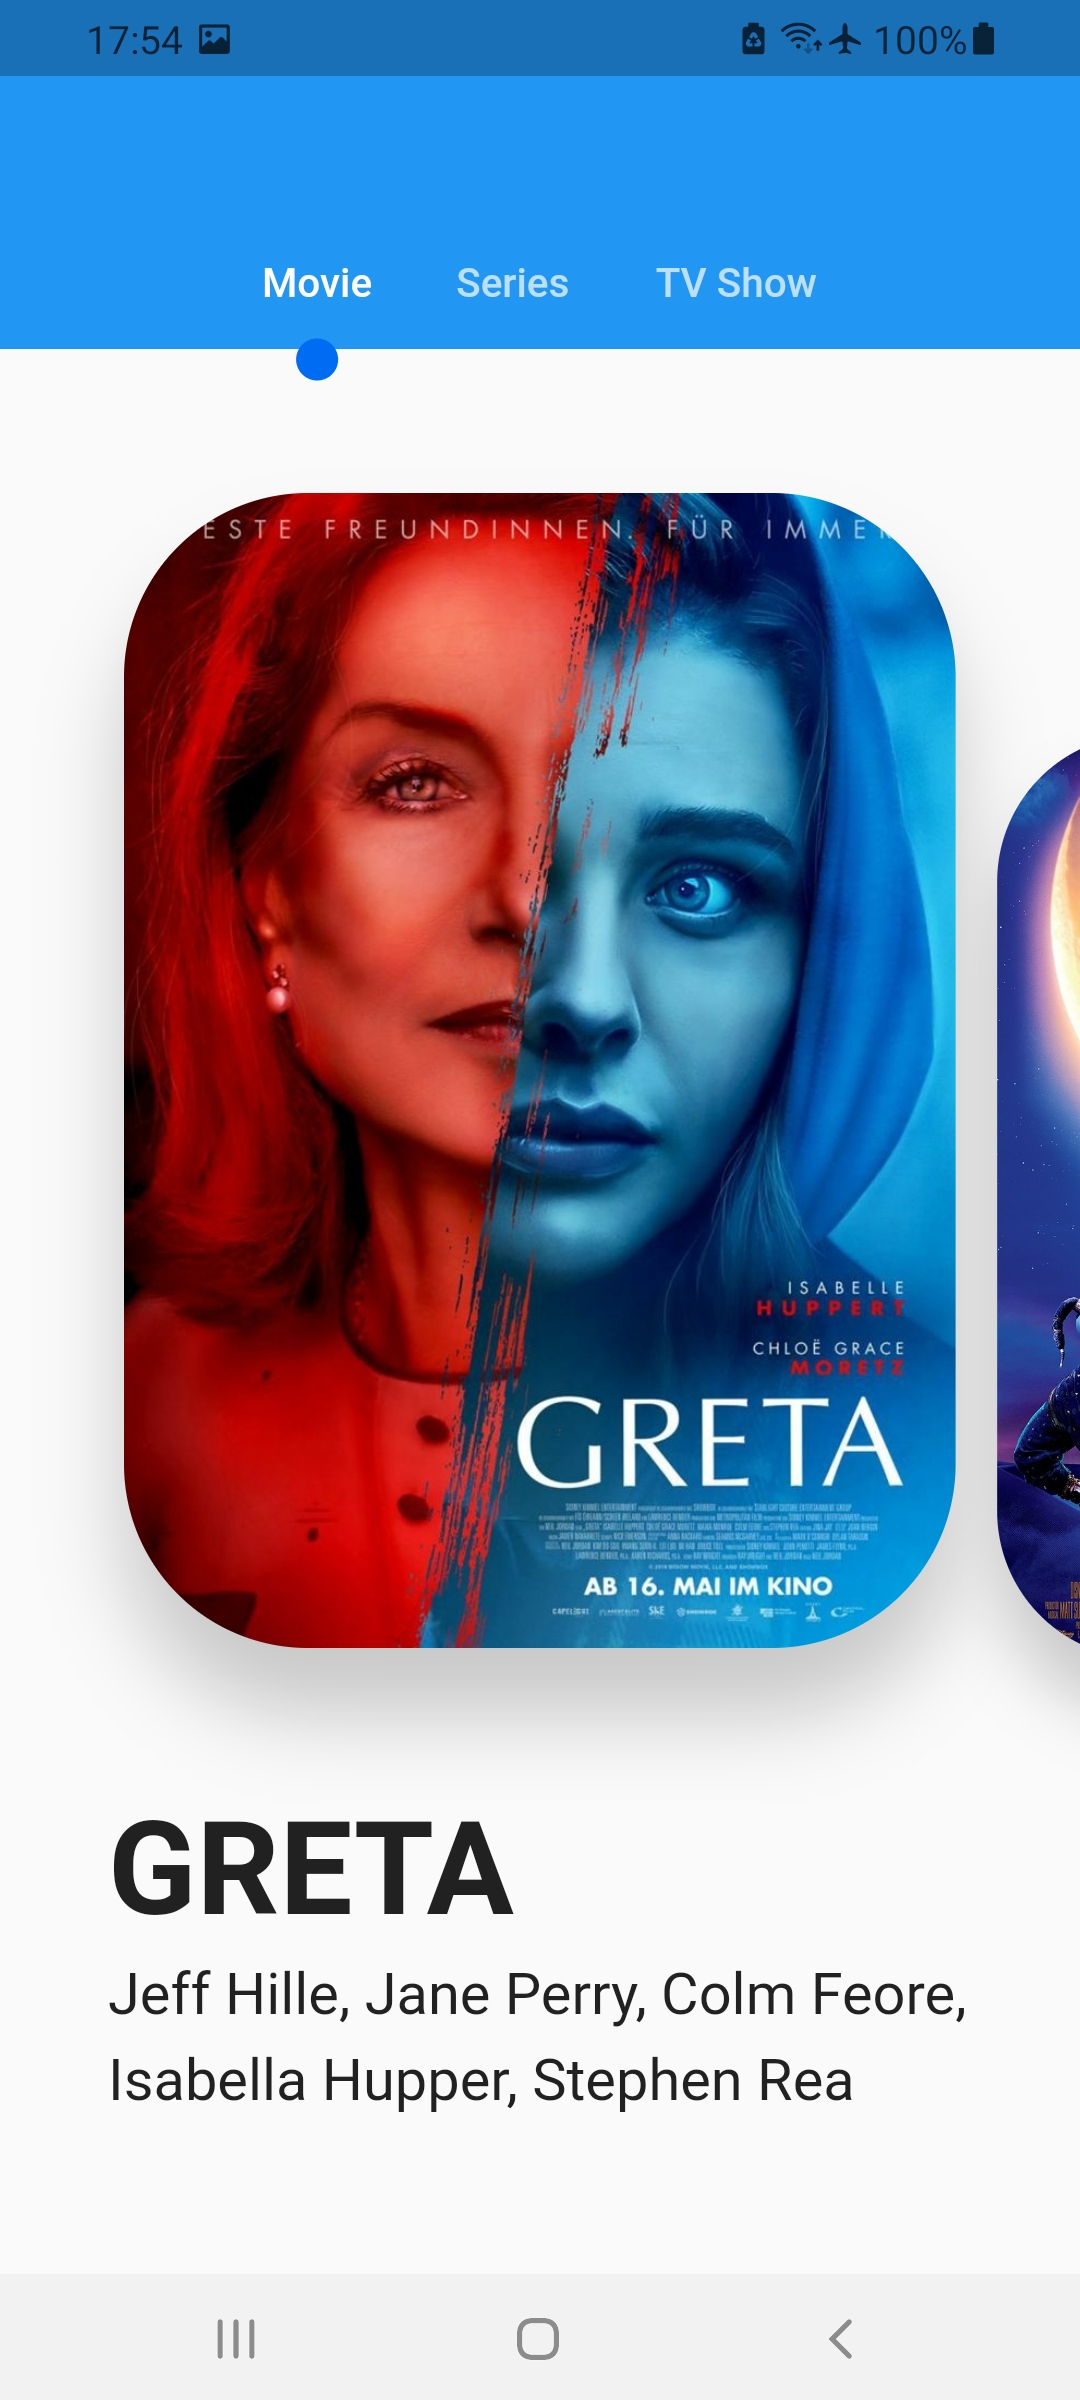 17:54
100%
Movie
Series
TV Show
ESTE FREUNDINNEN. FÜR IMMER
ISABELLE
HUPPERT
CHLOË GRACE
MORETZ
GRETA
AB 16. MAI IM KINO
GRETA
Jeff Hille, Jane Perry, Colm Feore,
Isabella Hupper, Stephen Rea